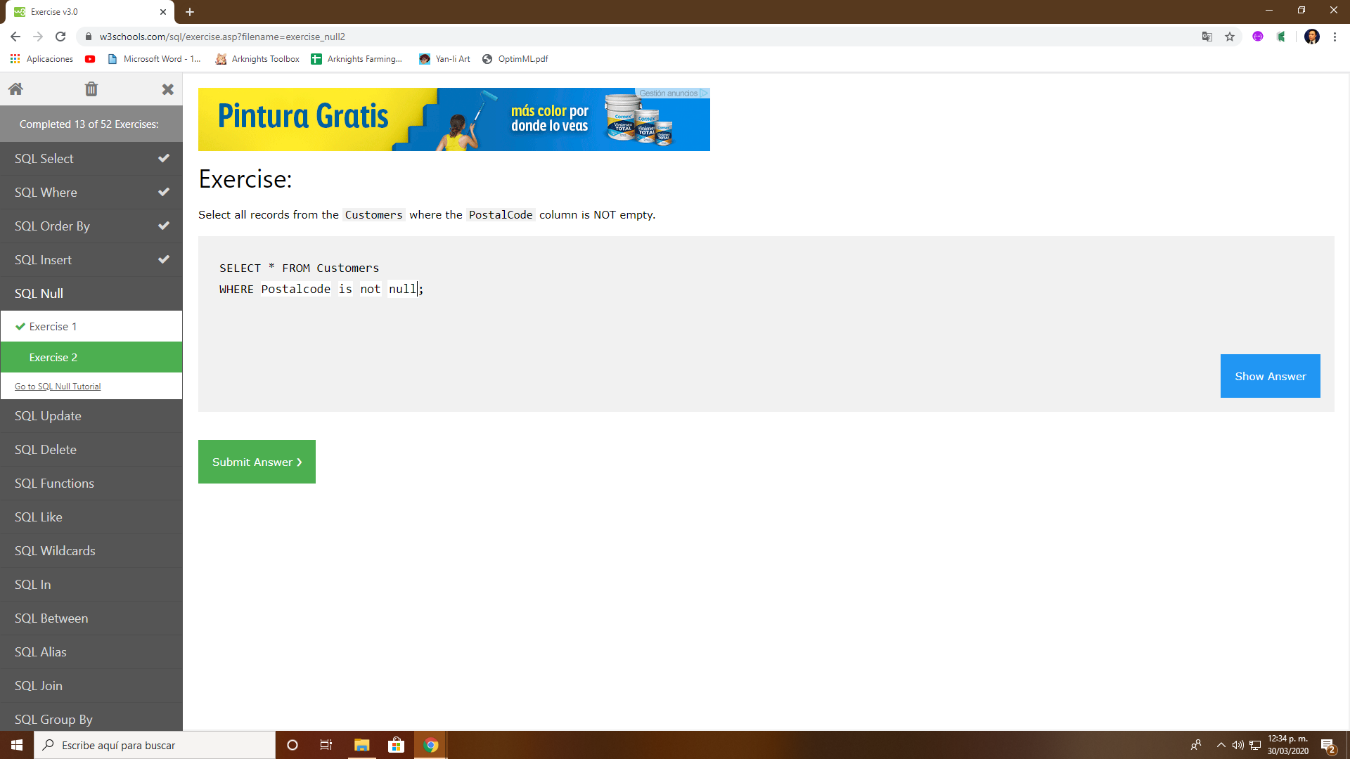 Exercise v3.0
w3schools.com/sql/exercise.asp?filename=exercise_null2
Aplicaciones
Microsoft Word - 1...
Arknights Toolbox
Arknights Farming...
Yan-li Art
OptimML.pdf
Completed 13 of 52 Exercises:
SQL Select
SQL Where
SQL Order By
SQL Insert
SQL Null
Exercise 1
Exercise 2
Go to SQL Null Tutorial
SQL Update
SQL Delete
SQL Functions
SQL Like
SQL Wildcards
SQL In
SQL Between
SQL Alias
SQL Join
SQL Group By
Pintura Gratis
más color por
donde lo veas
Gestión anuncios
TOTAL
TOTAL
TOTAL
Exercise:
Select all records from the Customers where the PostalCode column is NOT empty.
SELECT * FROM Customers
WHERE Postalcode is not null;
Show Answer
Submit Answer ❯
Escribe aquí para buscar
12:34 p. m.
30/03/2020
2